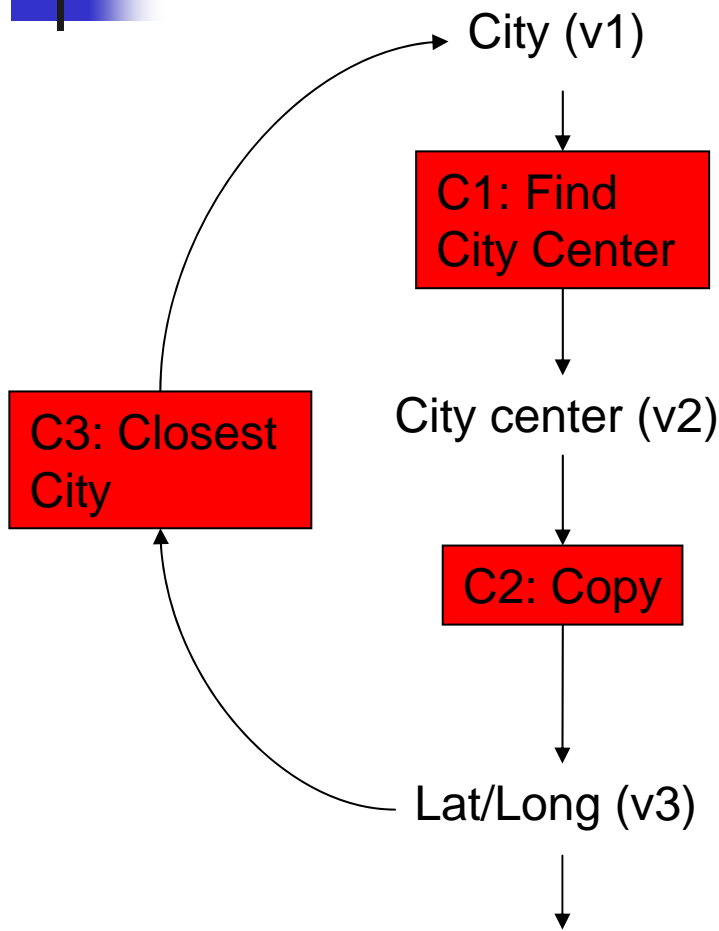 City (v1)
C1: Find
City Center
City center (v2)
C3: Closest
City
C2: Copy
Lat/Long (v3)